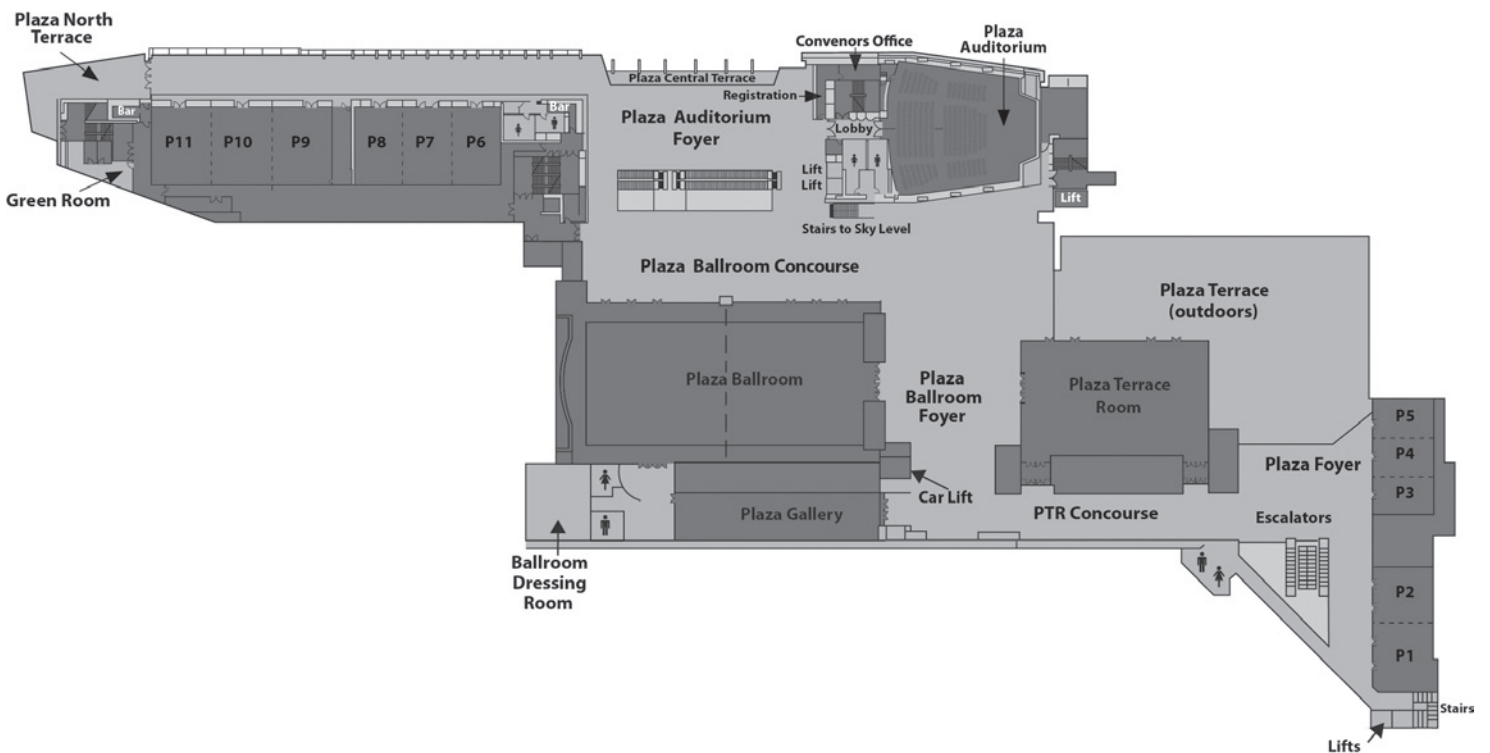 Plaza North
Terrace
Convenors Office
Plaza
Auditorium
Plaza Central Terrace
Registration
Bar
Bar
Plaza Auditorium
Foyer
Lobby
P11
P10
P9
P8
P7
P6
Lift
Lift
Green Room
Lift
Stairs to Sky Level
Plaza Ballroom Concourse
Plaza Terrace
(outdoors)
Plaza Ballroom
Plaza
Ballroom
Foyer
Plaza Terrace
Room
P5
P4
Plaza Foyer
P3
Car Lift
Plaza Gallery
PTR Concourse
Escalators
Ballroom
Dressing
Room
P2
P1
Stairs
Lifts